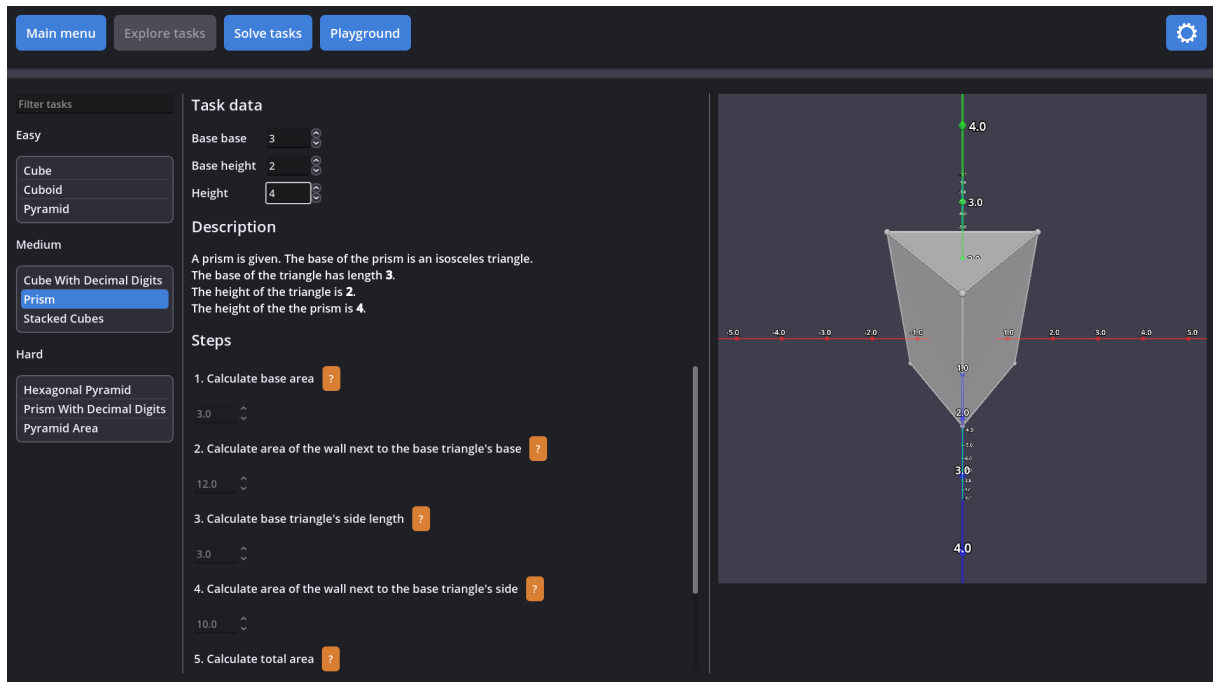 Main menu
Explore tasks
Solve tasks
Playground
Filter tasks
Easy
Cube
Cuboid
Pyramid
Medium
Cube With Decimal Digits
Prism
Stacked Cubes
Hard
Hexagonal Pyramid
Prism With Decimal Digits
Pyramid Area
Task data
Base base 3
Base height 2
Height 4
Description
A prism is given. The base of the prism is an isosceles triangle.
The base of the triangle has length 3.
The height of the triangle is 2.
The height of the the prism is 4.
Steps
1. Calculate base area ?
3.0
2. Calculate area of the wall next to the base triangle's base ?
12.0
3. Calculate base triangle's side length ?
3.0
4. Calculate area of the wall next to the base triangle's side ?
10.0
5. Calculate total area ?
4.0
3.0
2.0
-5.0 -4.0 -3.0 -2.0 -1.0 1.0 2.0 3.0 4.0 5.0
1.0
2.0
3.0
4.0